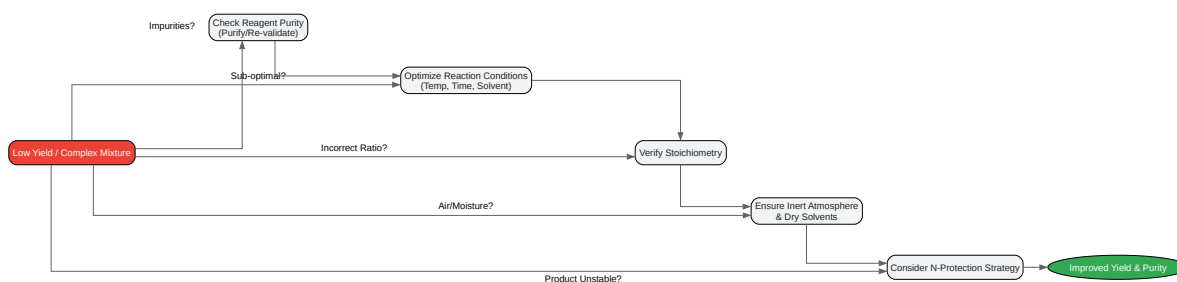 Impurities?
Check Reagent Purity
(Purify/Re-validate)
Sub-optimal?
Optimize Reaction Conditions
(Temp, Time, Solvent)
Low Yield / Complex Mixture
Incorrect Ratio?
Verify Stoichiometry
Air/Moisture?
Ensure Inert Atmosphere
& Dry Solvents
Product Unstable?
Consider N-Protection Strategy
Improved Yield & Purity